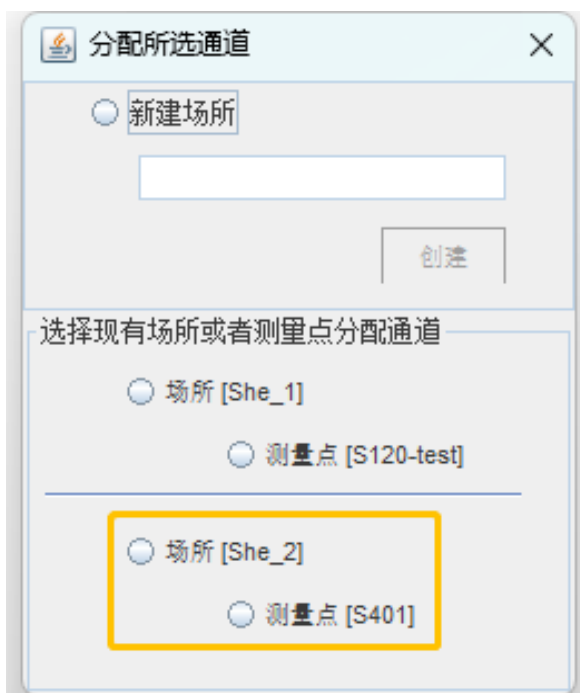 分配所选通道
新建场所
创建
选择现有场所或者测量点分配通道
场所 [She_1]
测量点 [S120-test]
场所 [She_2]
测量点 [S401]